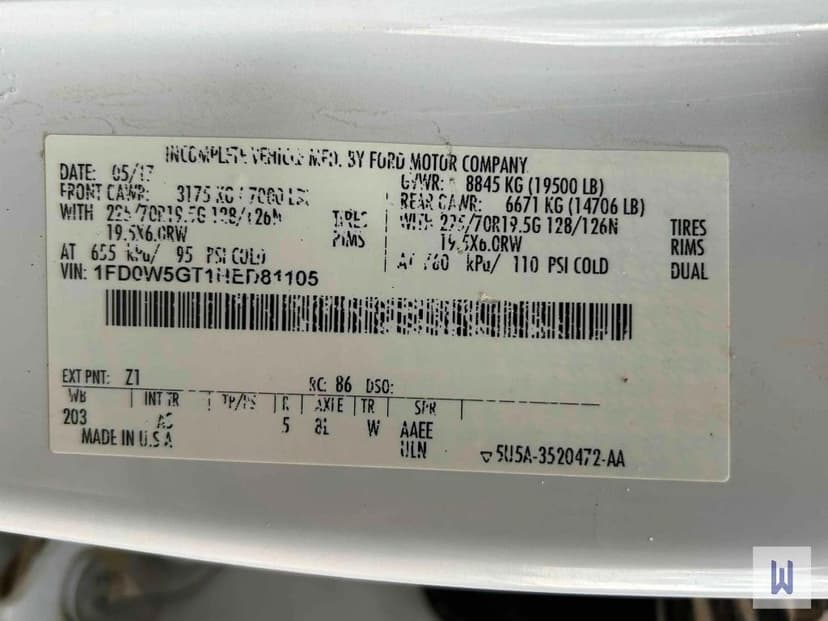 INCOMPLETE VEHICLE MFD. BY FORD MOTOR COMPANY
DATE: 05/17 GVWR: 8845 KG (19500 LB)
FRONT GAWR: 3175 KG / 7000 LB REAR GAWR: 6671 KG (14706 LB)
WITH 225/70R19.5G 128/126N TIRES WITH 225/70R19.5G 128/126N TIRES
19.5X6.0RW RIMS 19.5X6.0RW RIMS
AT 655 kPa/ 95 PSI COLD AT 760 kPa/ 110 PSI COLD DUAL
VIN: 1FD0W5GT1HED81105
EXT PNT: Z1 RC: 86 DSO:
WB INT TR TP/PS R AXLE TR SPR
203 AS 5 8L W AAEE
MADE IN U.S.A ULN 5U5A-3520472-AA
W